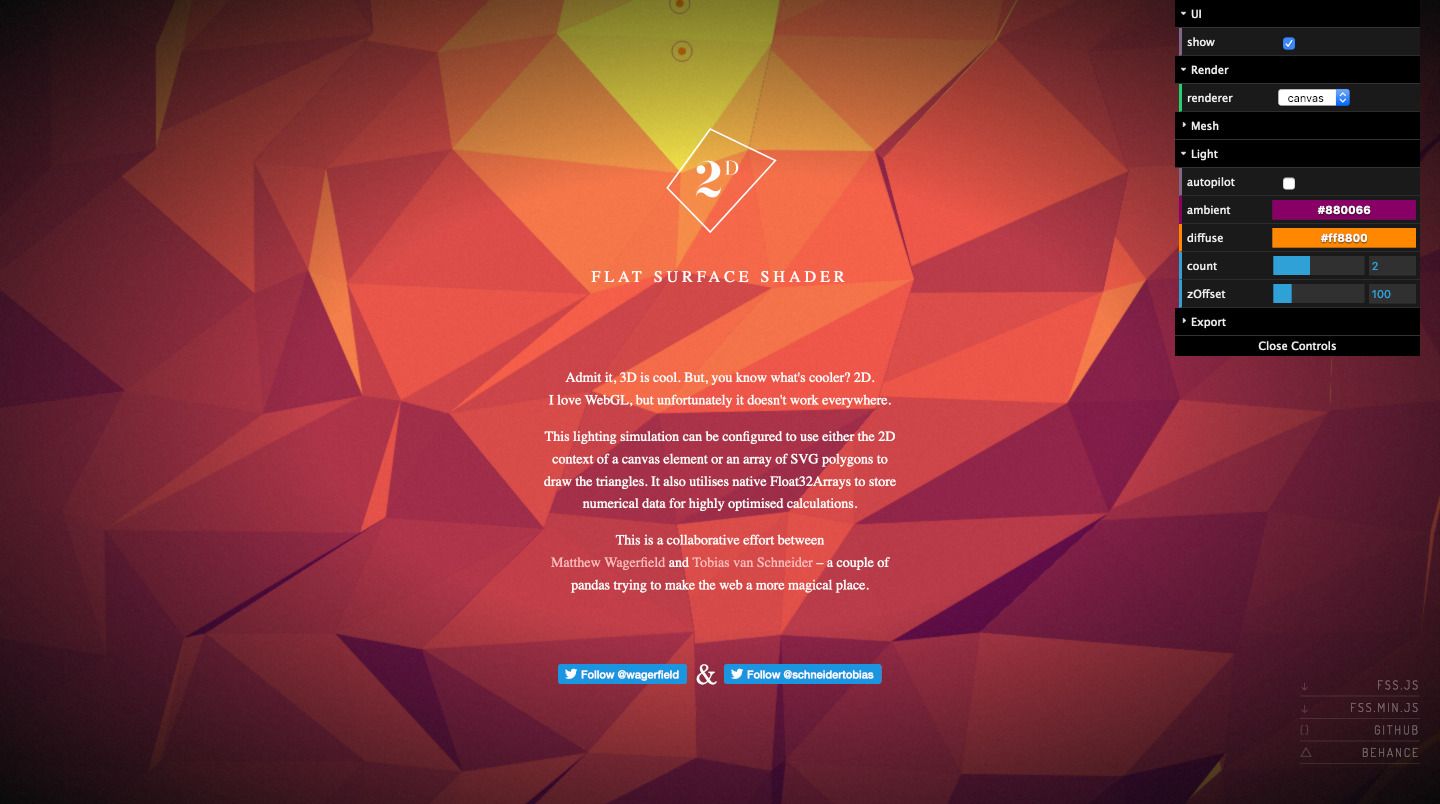 2D
FLAT SURFACE SHADER
Admit it, 3D is cool. But, you know what's cooler? 2D.
I love WebGL, but unfortunately it doesn't work everywhere.
This lighting simulation can be configured to use either the 2D
context of a canvas element or an array of SVG polygons to
draw the triangles. It also utilises native Float32Arrays to store
numerical data for highly optimised calculations.
This is a collaborative effort between
Matthew Wagerfield and Tobias van Schneider – a couple of
pandas trying to make the web a more magical place.
Follow @wagerfield & Follow @schneidertobias
UI
show
Render
renderer canvas
Mesh
Light
autopilot
ambient #880066
diffuse #ff8800
count 2
zOffset 100
Export
Close Controls
FSS.JS
FSS.MIN.JS
GITHUB
BEHANCE